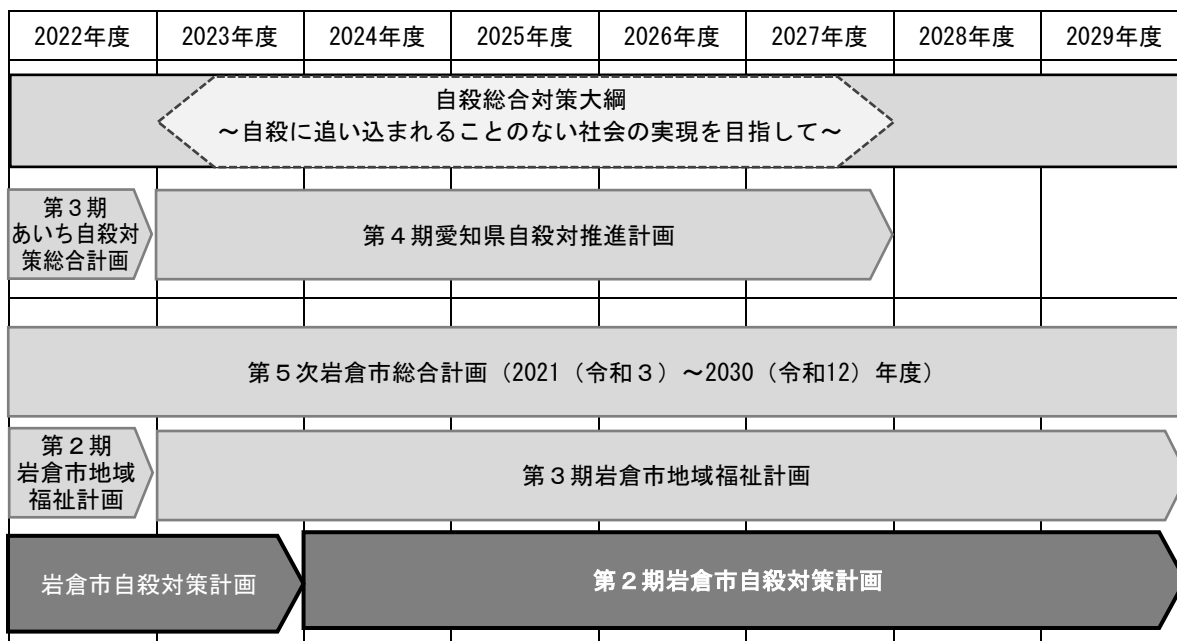 2022年度 2023年度 2024年度 2025年度 2026年度 2027年度 2028年度 2029年度
自殺総合対策大綱
~自殺に追い込まれることのない社会の実現を目指して~
第3期
あいち自殺対
策総合計画
第4期愛知県自殺対推進計画
第5次岩倉市総合計画(2021(令和3)~2030(令和12)年度)
第2期
岩倉市地域
福祉計画
第3期岩倉市地域福祉計画
岩倉市自殺対策計画
第2期岩倉市自殺対策計画